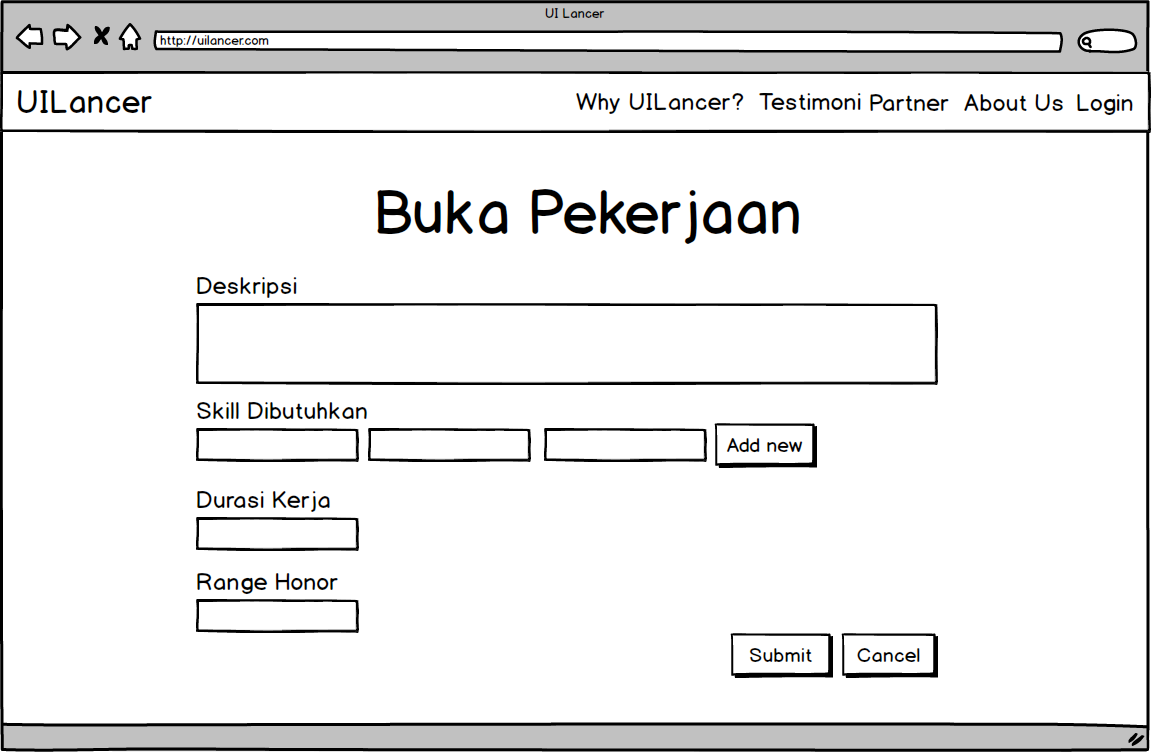 UI Lancer
http://uilancer.com
UILancer
Why UILancer? Testimoni Partner About Us Login
Buka Pekerjaan
Deskripsi
Skill Dibutuhkan
Add new
Durasi Kerja
Range Honor
Submit Cancel